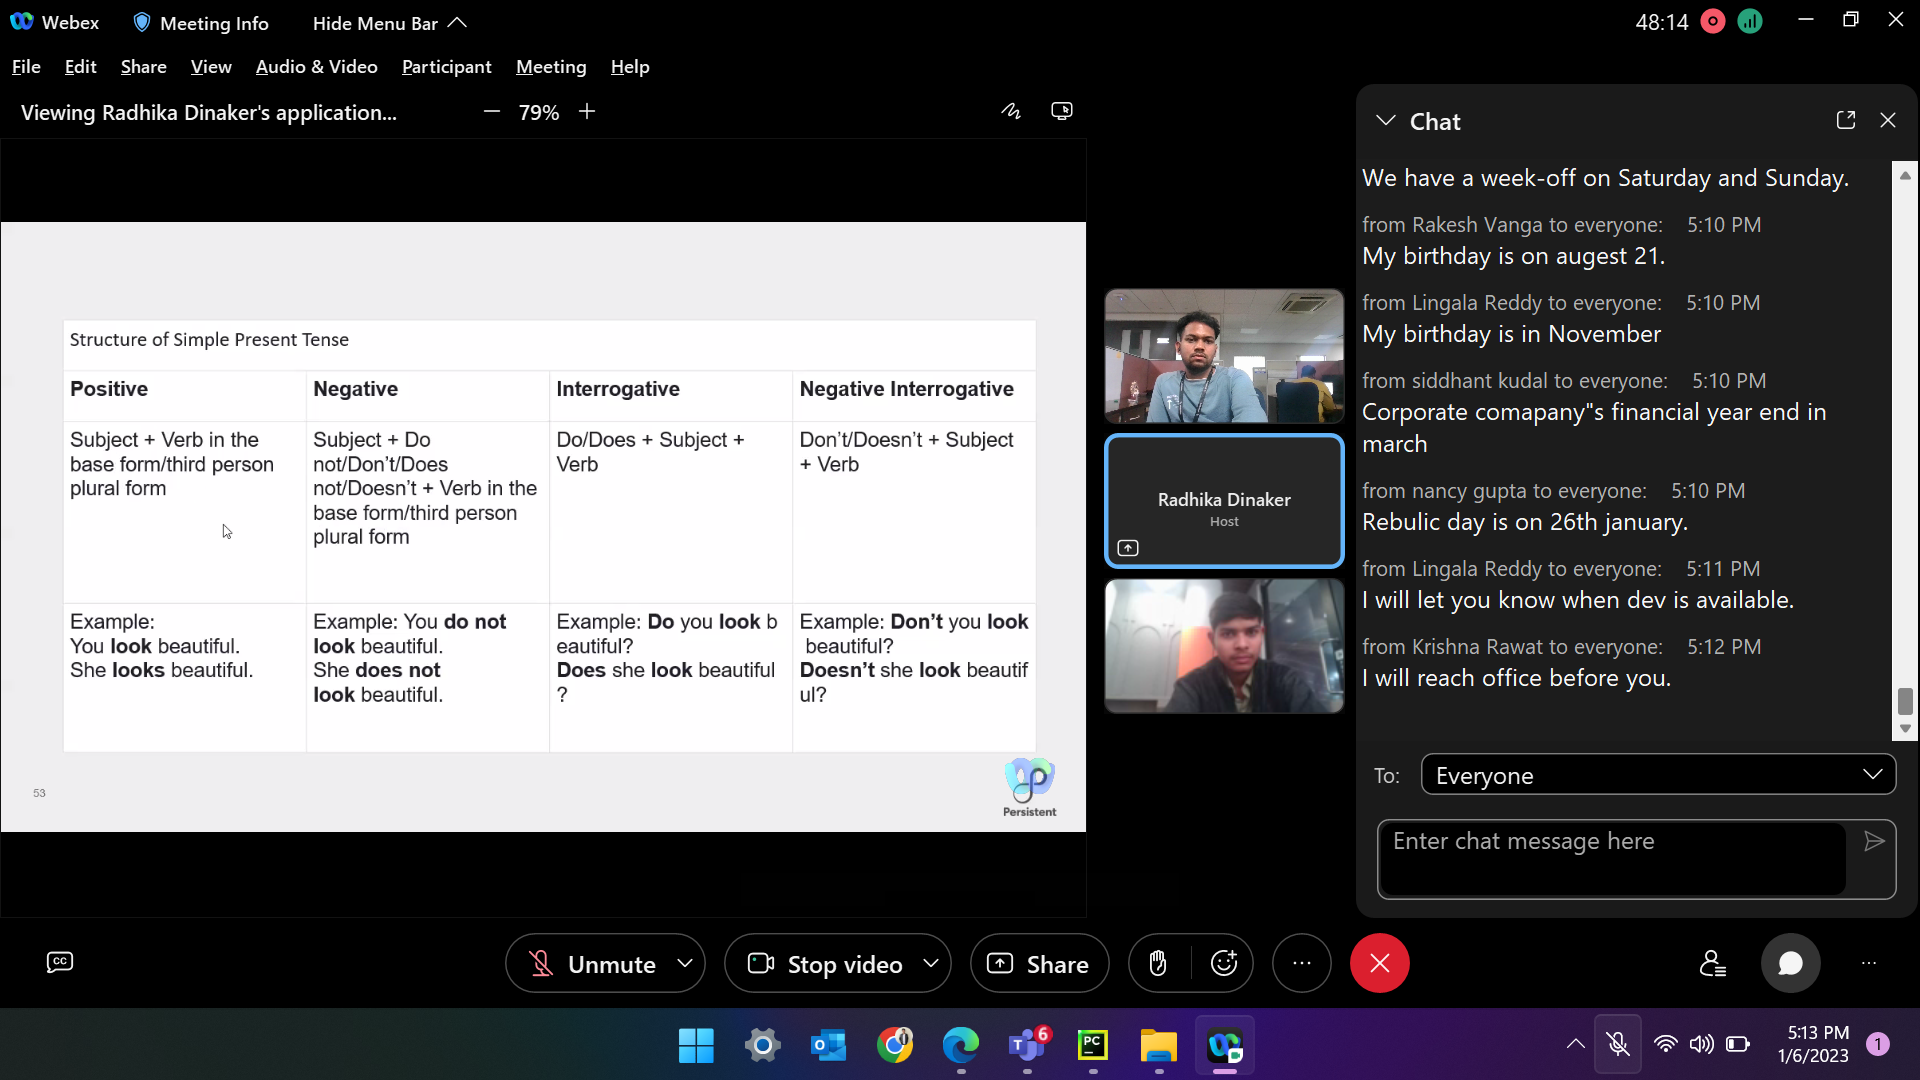 Webex
Meeting Info
Hide Menu Bar
48:14
File Edit Share View Audio & Video Participant Meeting Help
Viewing Radhika Dinaker's application...
79%
Structure of Simple Present Tense
Positive
Negative
Interrogative
Negative Interrogative
Subject + Verb in the
base form/third person
plural form
Subject + Do
not/Don't/Does
not/Doesn't + Verb in the
base form/third person
plural form
Do/Does + Subject +
Verb
Don't/Doesn't + Subject
+ Verb
Example:
You look beautiful.
She looks beautiful.
Example: You do not
look beautiful.
She does not
look beautiful.
Example: Do you look b
eautiful?
Does she look beautiful
?
Example: Don't you look
beautiful?
Doesn't she look beautif
ul?
53
Persistent
Radhika Dinaker
Host
Chat
We have a week-off on Saturday and Sunday.
from Rakesh Vanga to everyone: 5:10 PM
My birthday is on augest 21.
from Lingala Reddy to everyone: 5:10 PM
My birthday is in November
from siddhant kudal to everyone: 5:10 PM
Corporate comapany"s financial year end in
march
from nancy gupta to everyone: 5:10 PM
Rebulic day is on 26th january.
from Lingala Reddy to everyone: 5:11 PM
I will let you know when dev is available.
from Krishna Rawat to everyone: 5:12 PM
I will reach office before you.
To: Everyone
Enter chat message here
CC
Unmute
Stop video
Share
6
PC
5:13 PM
1/6/2023
1